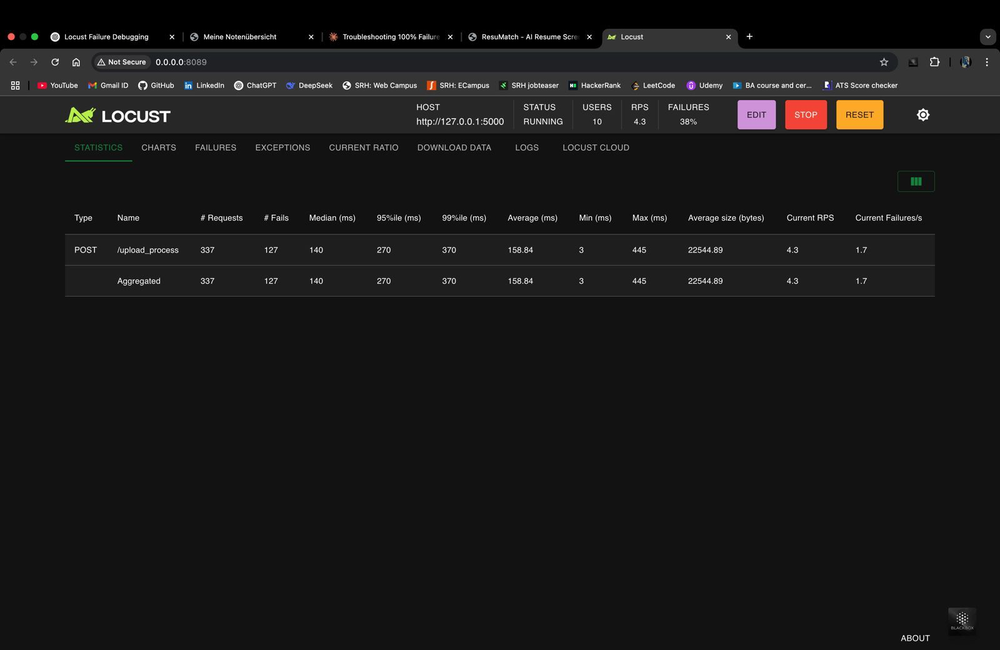 Locust Failure Debugging
Meine Notenübersicht
Troubleshooting 100% Failure
ResuMatch - AI Resume Scre
Locust
Not Secure 0.0.0.0:8089
YouTube Gmail ID GitHub LinkedIn ChatGPT DeepSeek SRH: Web Campus SRH: ECampus SRH jobteaser HackerRank LeetCode Udemy BA course and cer... ATS Score checker
LOCUST
HOST STATUS USERS RPS FAILURES
http://127.0.0.1:5000 RUNNING 10 4.3 38%
EDIT STOP RESET
STATISTICS CHARTS FAILURES EXCEPTIONS CURRENT RATIO DOWNLOAD DATA LOGS LOCUST CLOUD
Type Name # Requests # Fails Median (ms) 95%ile (ms) 99%ile (ms) Average (ms) Min (ms) Max (ms) Average size (bytes) Current RPS Current Failures/s
POST /upload_process 337 127 140 270 370 158.84 3 445 22544.89 4.3 1.7
Aggregated 337 127 140 270 370 158.84 3 445 22544.89 4.3 1.7
BLACKBOX
ABOUT